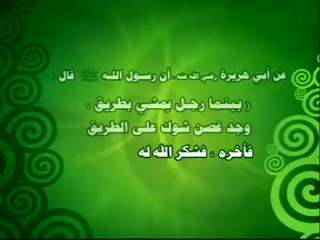 عن أبي هريرة رضي الله عنه أن رسول الله ﷺ قال :
( بينما رجل يمشي بطريق ،
وجد غصن شوك على الطريق
فأخره ، فشكر الله له